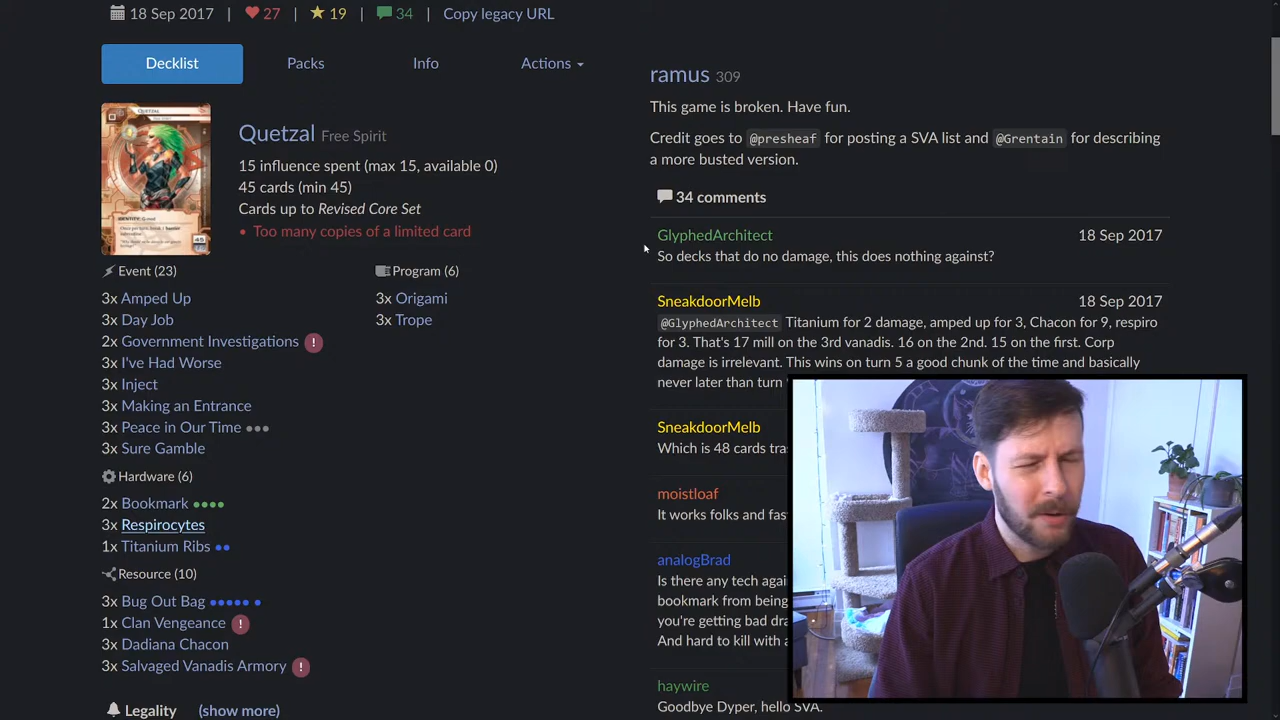 18 Sep 2017 | 27 | 19 | 34 | Copy legacy URL
Decklist Packs Info Actions
QUETZAL
45
Quetzal Free Spirit
15 influence spent (max 15, available 0)
45 cards (min 45)
Cards up to Revised Core Set
• Too many copies of a limited card
Event (23)
3x Amped Up
3x Day Job
2x Government Investigations !
3x I've Had Worse
3x Inject
3x Making an Entrance
3x Peace in Our Time •••
3x Sure Gamble
Hardware (6)
2x Bookmark ••••
3x Respirocytes
1x Titanium Ribs ••
Resource (10)
3x Bug Out Bag ••••• •
1x Clan Vengeance !
3x Dadiana Chacon
3x Salvaged Vanadis Armory !
Legality (show more)
Program (6)
3x Origami
3x Trope
ramus 309
This game is broken. Have fun.
Credit goes to @presheaf for posting a SVA list and @Grentain for describing
a more busted version.
34 comments
GlyphedArchitect 18 Sep 2017
So decks that do no damage, this does nothing against?
SneakdoorMelb 18 Sep 2017
@GlyphedArchitect Titanium for 2 damage, amped up for 3, Chacon for 9, respiro
for 3. That's 17 mill on the 3rd vanadis. 16 on the 2nd. 15 on the first. Corp
damage is irrelevant. This wins on turn 5 a good chunk of the time and basically
never later than turn
SneakdoorMelb
Which is 48 cards tra
moistloaf
It works folks and fas
analogBrad
Is there any tech agai
bookmark from being
you're getting bad dra
And hard to kill with a
haywire
Goodbye Dyper, hello SVA.